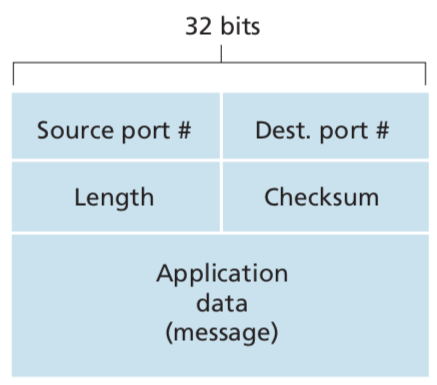 32 bits
Source port #
Dest. port #
Length
Checksum
Application
data
(message)